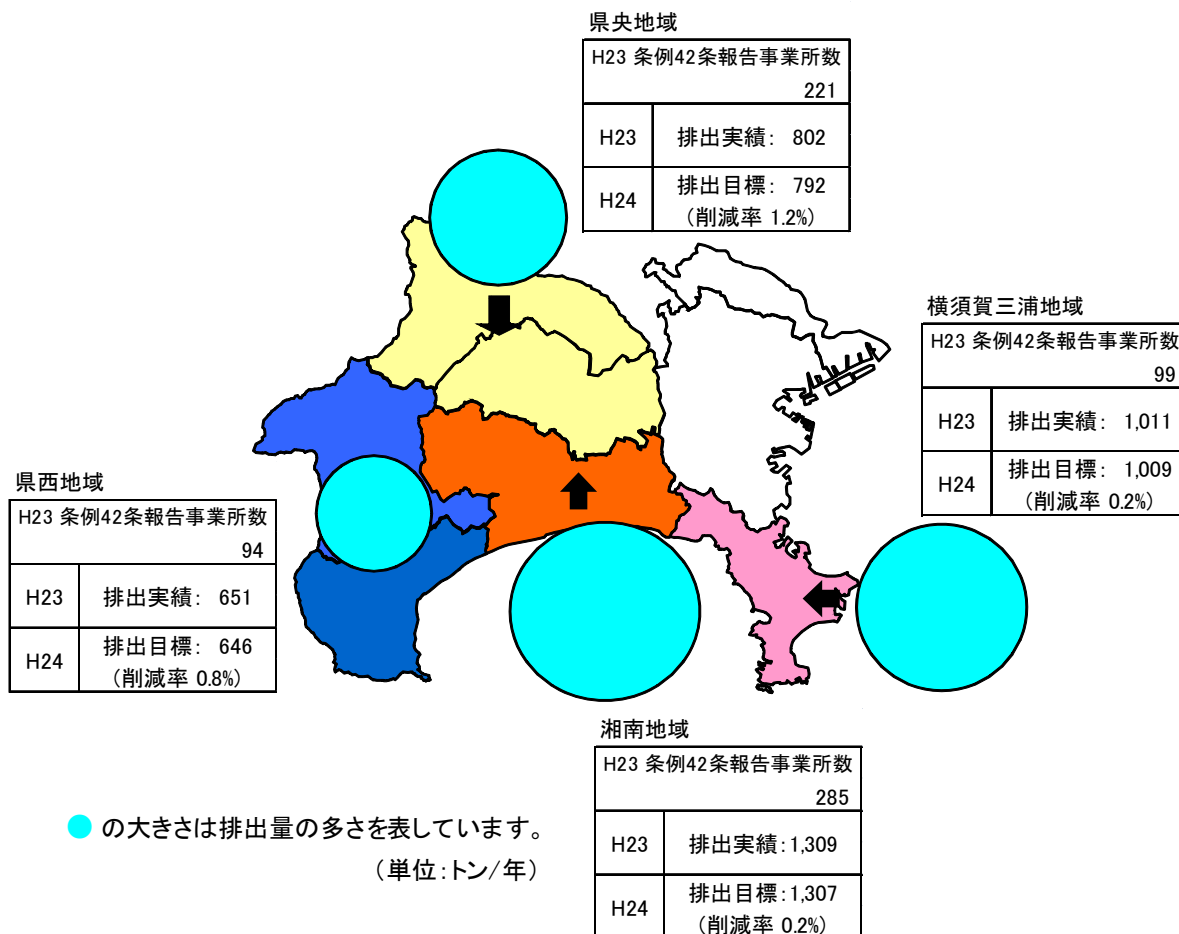 県央地域
H23 条例42条報告事業所数
221
H23 排出実績: 802
H24 排出目標: 792
(削減率 1.2%)
横須賀三浦地域
H23 条例42条報告事業所数
99
H23 排出実績: 1,011
H24 排出目標: 1,009
(削減率 0.2%)
県西地域
H23 条例42条報告事業所数
94
H23 排出実績: 651
H24 排出目標: 646
(削減率 0.8%)
湘南地域
H23 条例42条報告事業所数
285
H23 排出実績:1,309
H24 排出目標:1,307
(削減率 0.2%)
の大きさは排出量の多さを表しています。
(単位:トン/年)